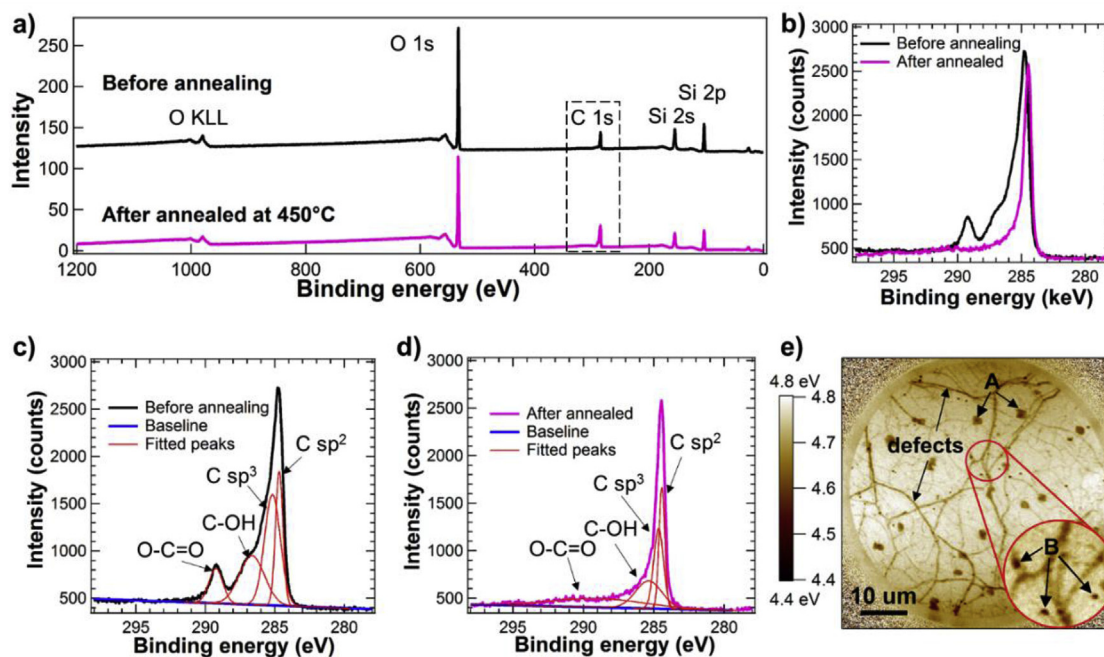 a)
Intensity
250
200
150
100
50
0
O 1s
Before annealing
O KLL
C 1s
Si 2s
Si 2p
After annealed at 450°C
1200
1000
800
600
400
200
0
Binding energy (eV)
b)
Intensity (counts)
3000
2500
2000
1500
1000
500
Before annealing
After annealed
295
290
285
280
Binding energy (keV)
c)
Intensity (counts)
3000
2500
2000
1500
1000
500
Before annealing
Baseline
Fitted peaks
C sp²
C sp³
C-OH
O-C=O
295
290
285
280
Binding energy (eV)
d)
Intensity (counts)
3000
2500
2000
1500
1000
500
After annealed
Baseline
Fitted peaks
C sp²
C sp³
C-OH
O-C=O
295
290
285
280
Binding energy (eV)
e)
4.8 eV
4.8
4.7
4.6
4.5
4.4
4.4 eV
A
defects
B
10 um